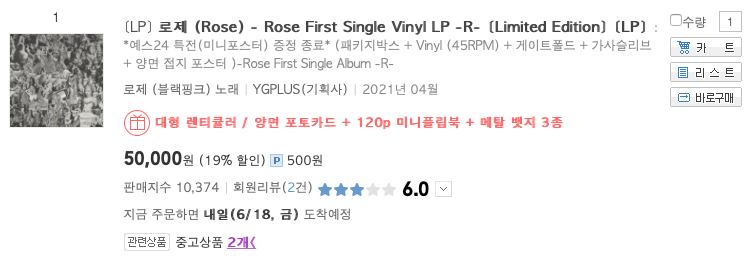 1
[LP] 로제 (Rose) - Rose First Single Vinyl LP -R- [Limited Edition] [LP] :
*예스24 특전(미니포스터) 증정 종료* (패키지박스 + Vinyl (45RPM) + 게이트폴드 + 가사슬리브
+ 양면 접지 포스터 )-Rose First Single Album -R-
로제 (블랙핑크) 노래 | YGPLUS(기획사) | 2021년 04월
대형 렌티큘러 / 양면 포토카드 + 120p 미니플립북 + 메탈 뱃지 3종
50,000원 (19% 할인) P 500원
판매지수 10,374 | 회원리뷰(2건) 6.0
지금 주문하면 내일(6/18, 금) 도착예정
관련상품 중고상품 2개<
수량 1
카 트
리 스 트
바로구매